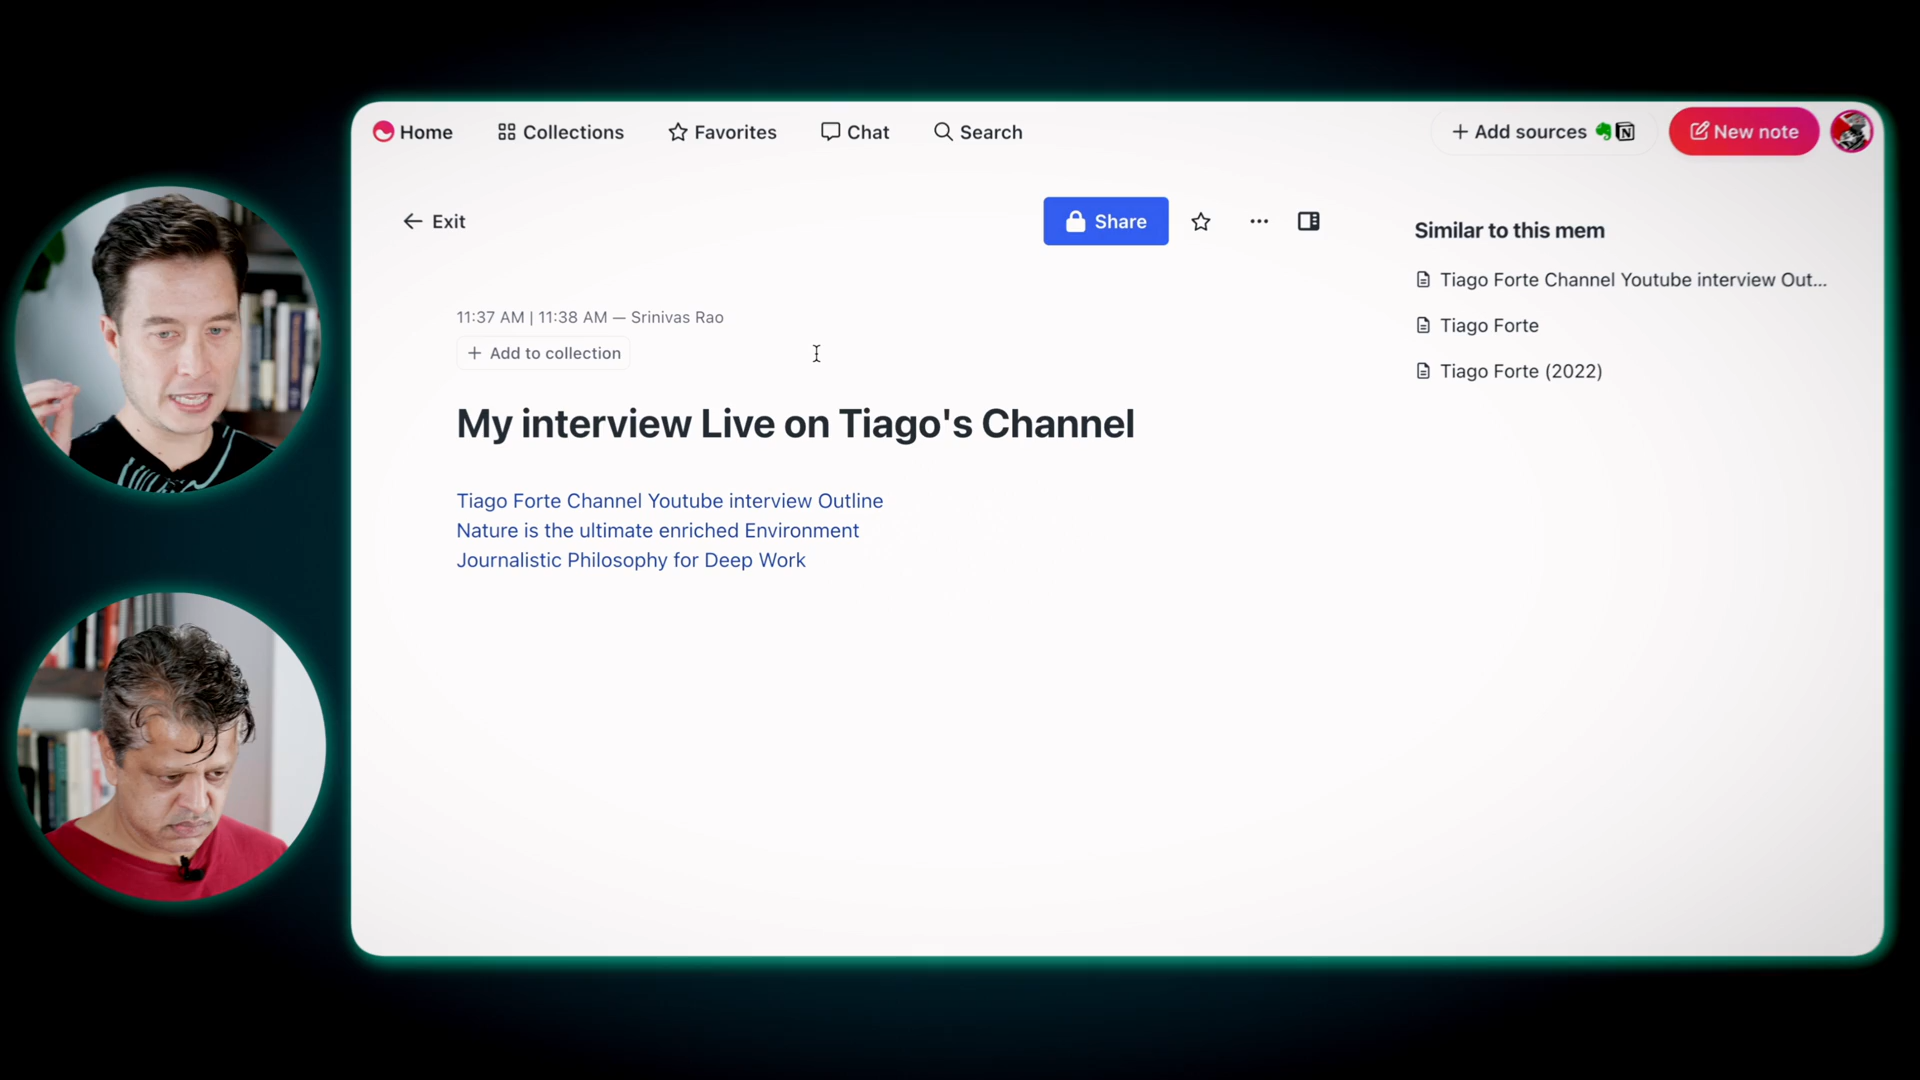 Home Collections Favorites Chat Search + Add sources New note
← Exit Share
11:37 AM | 11:38 AM — Srinivas Rao
+ Add to collection
My interview Live on Tiago's Channel
Tiago Forte Channel Youtube interview Outline
Nature is the ultimate enriched Environment
Journalistic Philosophy for Deep Work
Similar to this mem
Tiago Forte Channel Youtube interview Out...
Tiago Forte
Tiago Forte (2022)